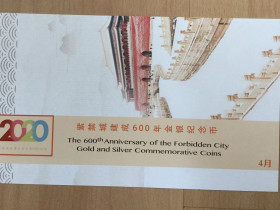 2020
紫禁城建成600年金银纪念币
The 600th Anniversary of the Forbidden City
Gold and Silver Commemorative Coins
4月